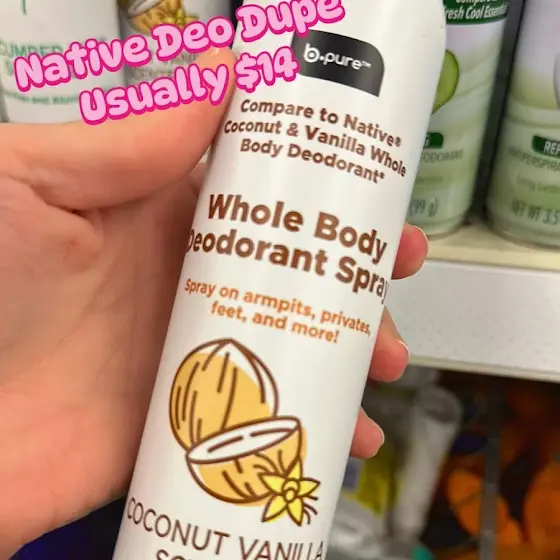 Native Deo Dupe
Usually $14
b.pure™
Compare to Native®
Coconut & Vanilla Whole
Body Deodorant*
Whole Body
Deodorant Spray
Spray on armpits, privates,
feet, and more!
COCONUT VANILLA